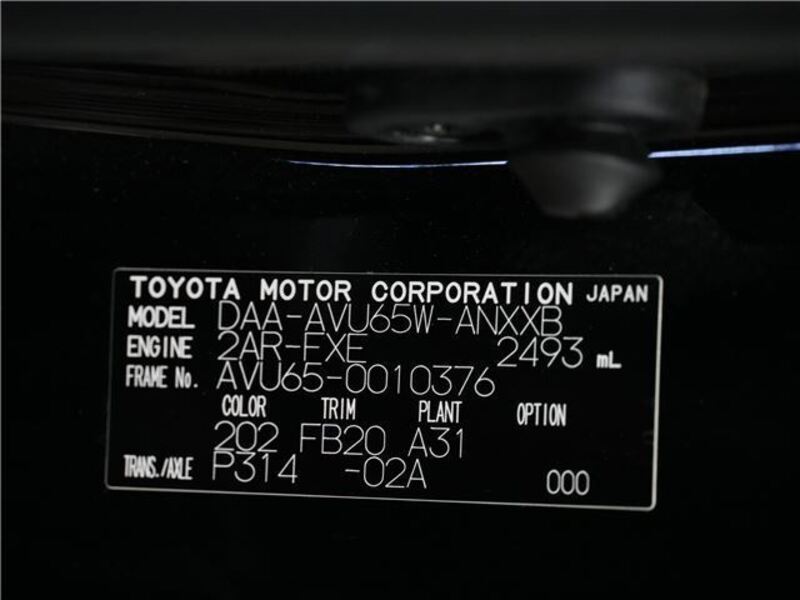 TOYOTA MOTOR CORPORATION JAPAN
MODEL DAA-AVU65W-ANXXB
ENGINE 2AR-FXE 2493 mL
FRAME No. AVU65-0010376
COLOR TRIM PLANT OPTION
202 FB20 A31
TRANS./AXLE P314 -02A 000